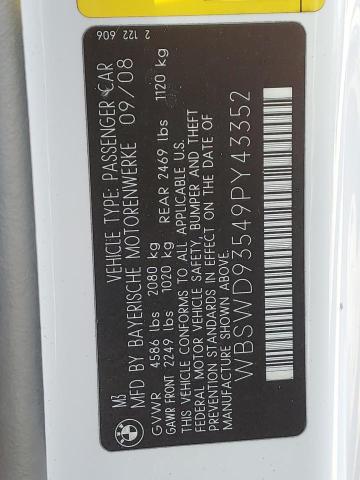 2 122 606
VEHICLE TYPE: PASSENGER CAR
M3 MFD BY BAYERISCHE MOTORENWERKE 09/08
GVWR 4586 lbs 2080 kg
GAWR FRONT 2249 lbs 1020 kg REAR 2469 lbs 1120 kg
THIS VEHICLE CONFORMS TO ALL APPLICABLE U.S.
FEDERAL MOTOR VEHICLE SAFETY, BUMPER AND THEFT
PREVENTION STANDARDS IN EFFECT ON THE DATE OF
MANUFACTURE SHOWN ABOVE.
WBSWD93549PY43352